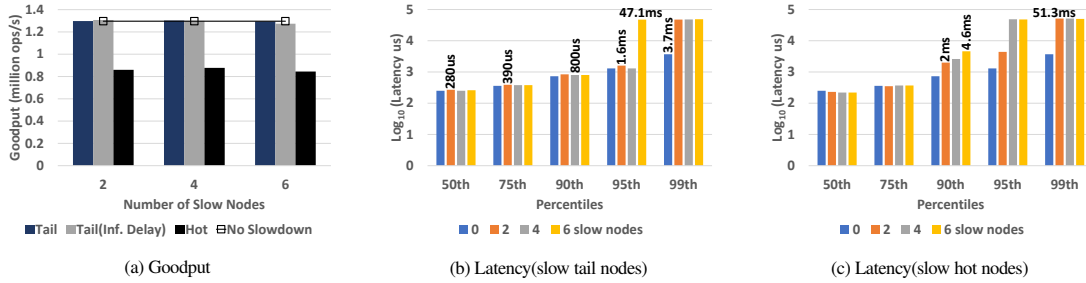 Goodput (million ops/s)
1.4
1.2
1
0.8
0.6
0.4
0.2
0
2
4
6
Number of Slow Nodes
Tail
Tail(Inf. Delay)
Hot
No Slowdown
(a) Goodput
Log10 (Latency us)
5
4
3
2
1
0
280us
390us
800us
1.6ms
47.1ms
3.7ms
50th
75th
90th
95th
99th
Percentiles
0
2
4
6 slow nodes
(b) Latency(slow tail nodes)
Log10 (Latency us)
5
4
3
2
1
0
2ms
4.6ms
51.3ms
50th
75th
90th
95th
99th
Percentiles
0
2
4
6 slow nodes
(c) Latency(slow hot nodes)